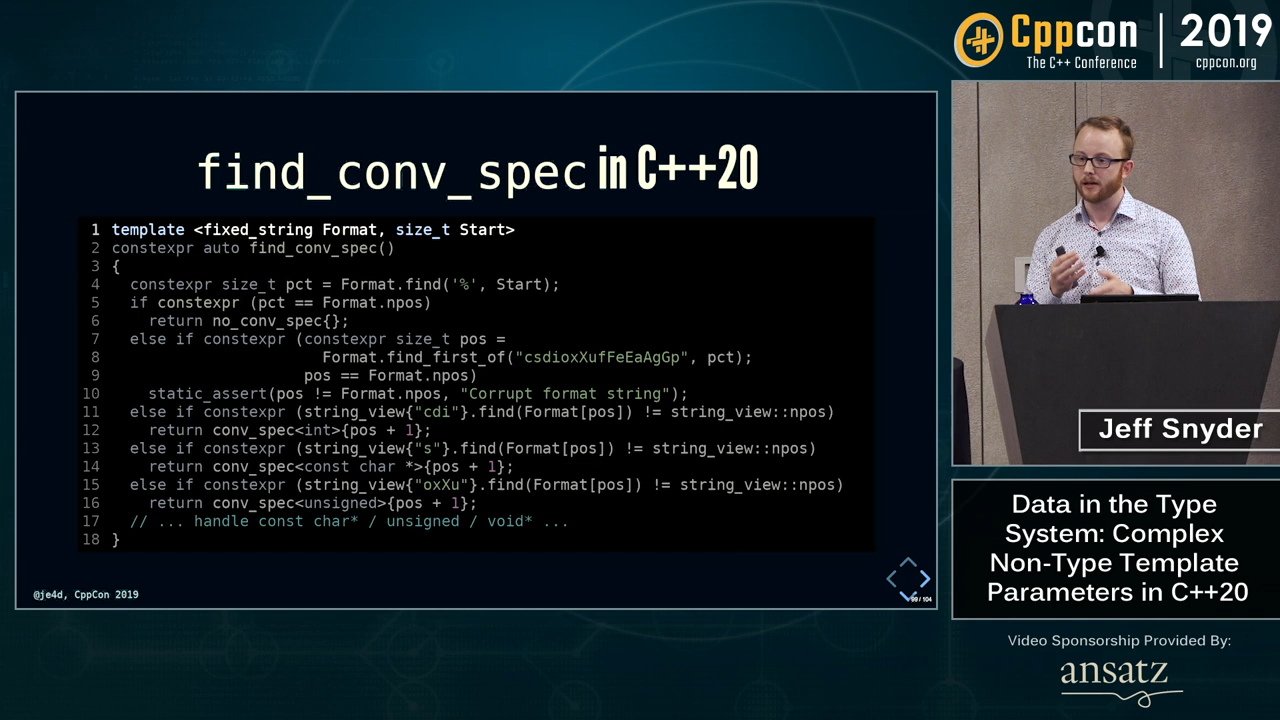 Cppcon
The C++ Conference
2019
cppcon.org
find_conv_spec in C++20
1 template <fixed_string Format, size_t Start>
2 constexpr auto find_conv_spec()
3 {
4   constexpr size_t pct = Format.find('%', Start);
5   if constexpr (pct == Format.npos)
6     return no_conv_spec{};
7   else if constexpr (constexpr size_t pos =
8                        Format.find_first_of("csdioxXufFeEaAgGp", pct);
9                      pos == Format.npos)
10     static_assert(pos != Format.npos, "Corrupt format string");
11   else if constexpr (string_view{"cdi"}.find(Format[pos]) != string_view::npos)
12     return conv_spec<int>{pos + 1};
13   else if constexpr (string_view{"s"}.find(Format[pos]) != string_view::npos)
14     return conv_spec<const char *>{pos + 1};
15   else if constexpr (string_view{"oxXu"}.find(Format[pos]) != string_view::npos)
16     return conv_spec<unsigned>{pos + 1};
17   // ... handle const char* / unsigned / void* ...
18 }
@je4d, CppCon 2019
99 / 104
Jeff Snyder
Data in the Type
System: Complex
Non-Type Template
Parameters in C++20
Video Sponsorship Provided By:
ansatz